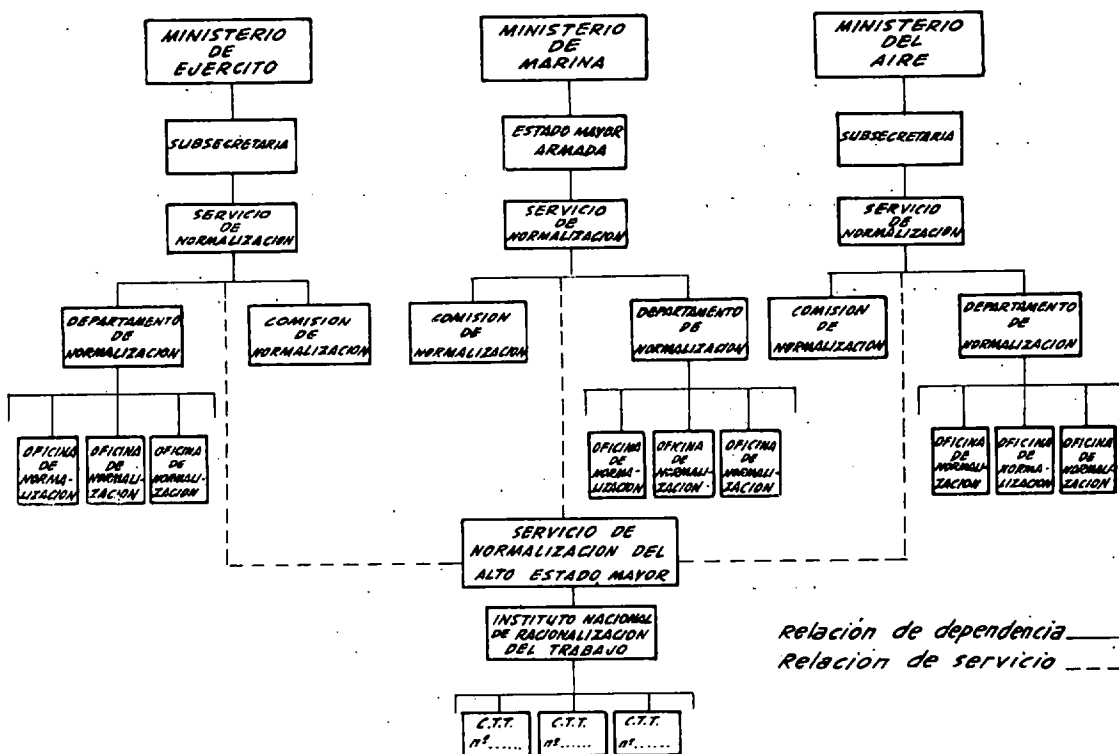 MINISTERIO
DE
EJERCITO
MINISTERIO
DE
MARINA
MINISTERIO
DEL
AIRE
SUBSECRETARIA
ESTADO MAYOR
ARMADA
SUBSECRETARIA
SERVICIO
DE
NORMALIZACION
SERVICIO
DE
NORMALIZACION
SERVICIO
DE
NORMALIZACION
DEPARTAMENTO
DE
NORMALIZACION
COMISION
DE
NORMALIZACION
COMISION
DE
NORMALIZACION
DEPARTAMENTO
DE
NORMALIZACION
COMISION
DE
NORMALIZACION
DEPARTAMENTO
DE
NORMALIZACION
OFICINA
DE
NORMA-
LIZACION
OFICINA
DE
NORMALI-
ZACION
OFICINA
DE
NORMALI-
ZACION
OFICINA
DE
NORMA-
LIZACION
OFICINA
DE
NORMALI-
ZACION
OFICINA
DE
NORMALI-
ZACION
OFICINA
DE
NORMALI-
ZACION
OFICINA
DE
NORMA-
LIZACION
OFICINA
DE
NORMALI-
ZACION
SERVICIO DE
NORMALIZACION DEL
ALTO ESTADO MAYOR
INSTITUTO NACIONAL
DE RACIONALIZACION
DEL TRABAJO
Relación de dependencia
Relación de servicio
C.T.T.
nº ......
C.T.T.
nº ......
C.T.T.
nº ......